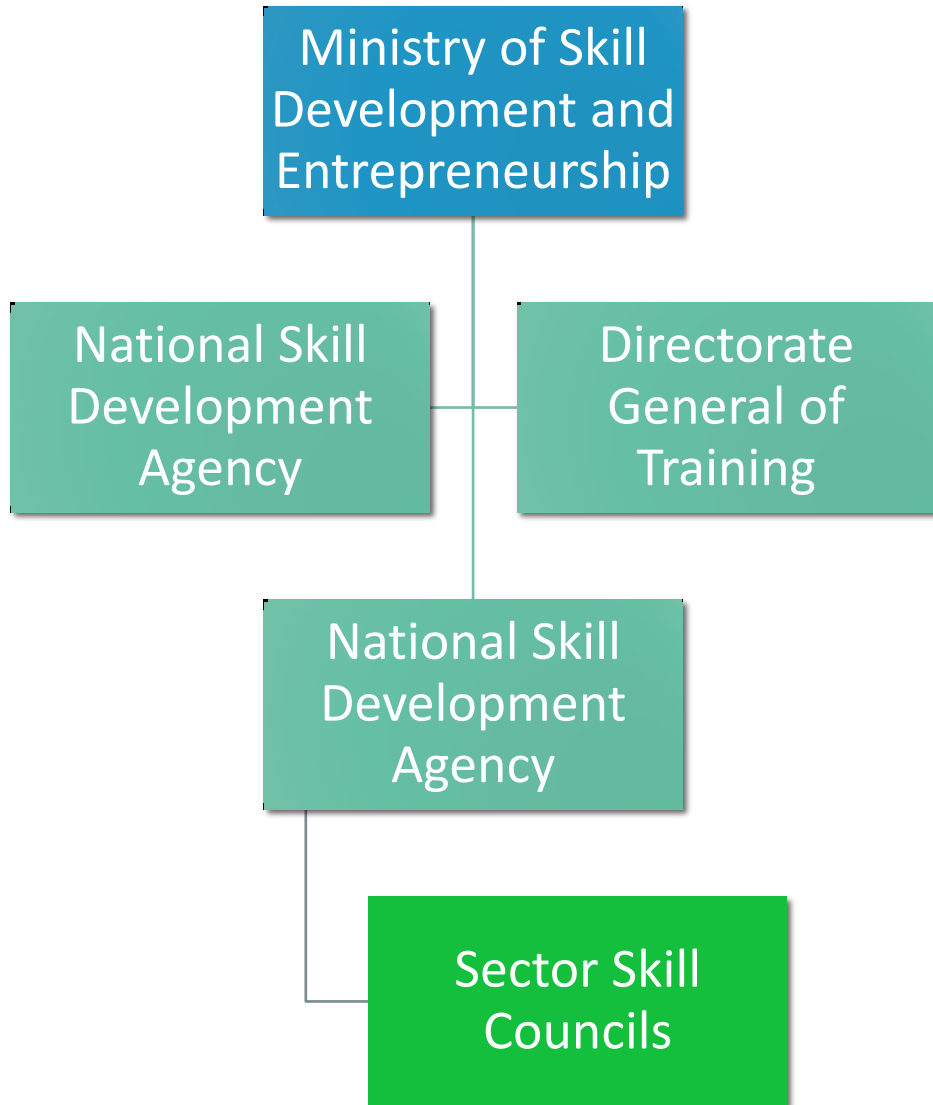 Ministry of Skill
Development and
Entrepreneurship
National Skill
Development
Agency
Directorate
General of
Training
National Skill
Development
Agency
Sector Skill
Councils